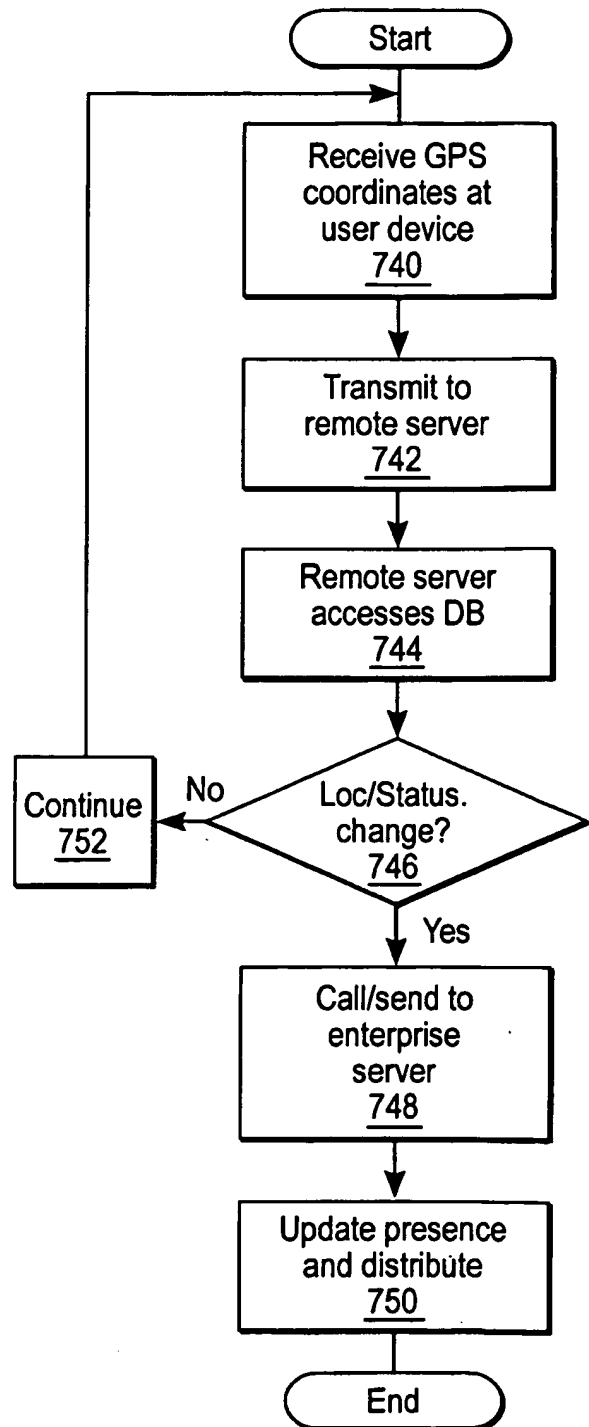 Start
Receive GPS
coordinates at
user device
740
Transmit to
remote server
742
Remote server
accesses DB
744
Loc/Status.
change?
746
No
Continue
752
Yes
Call/send to
enterprise
server
748
Update presence
and distribute
750
End